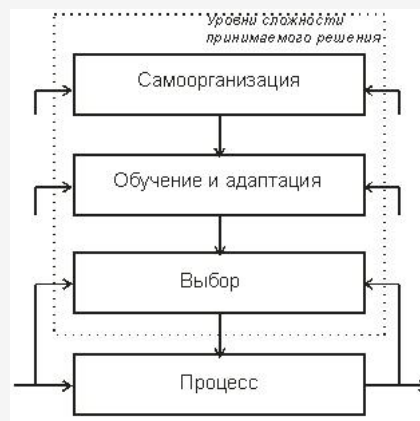 Уровни сложности
принимаемого решения
Самоорганизация
Обучение и адаптация
Выбор
Процесс